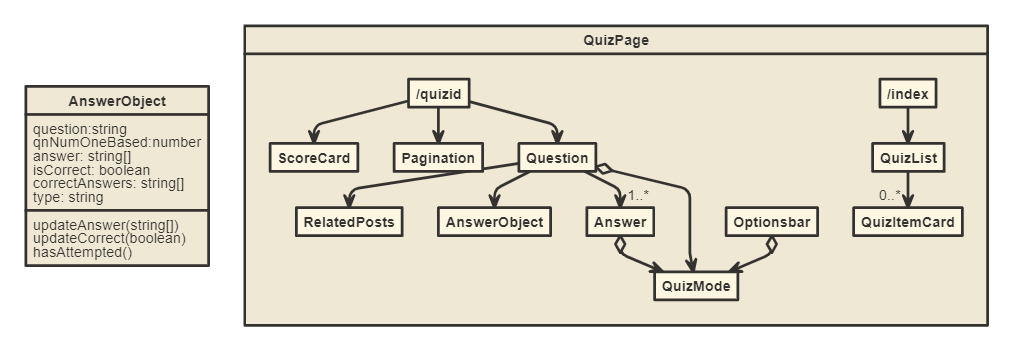 AnswerObject
question:string
qnNumOneBased:number
answer: string[]
isCorrect: boolean
correctAnswers: string[]
type: string
updateAnswer(string[])
updateCorrect(boolean)
hasAttempted()
QuizPage
/quizid
/index
ScoreCard
Pagination
Question
QuizList
1..*
0..*
RelatedPosts
AnswerObject
Answer
Optionsbar
QuizItemCard
QuizMode